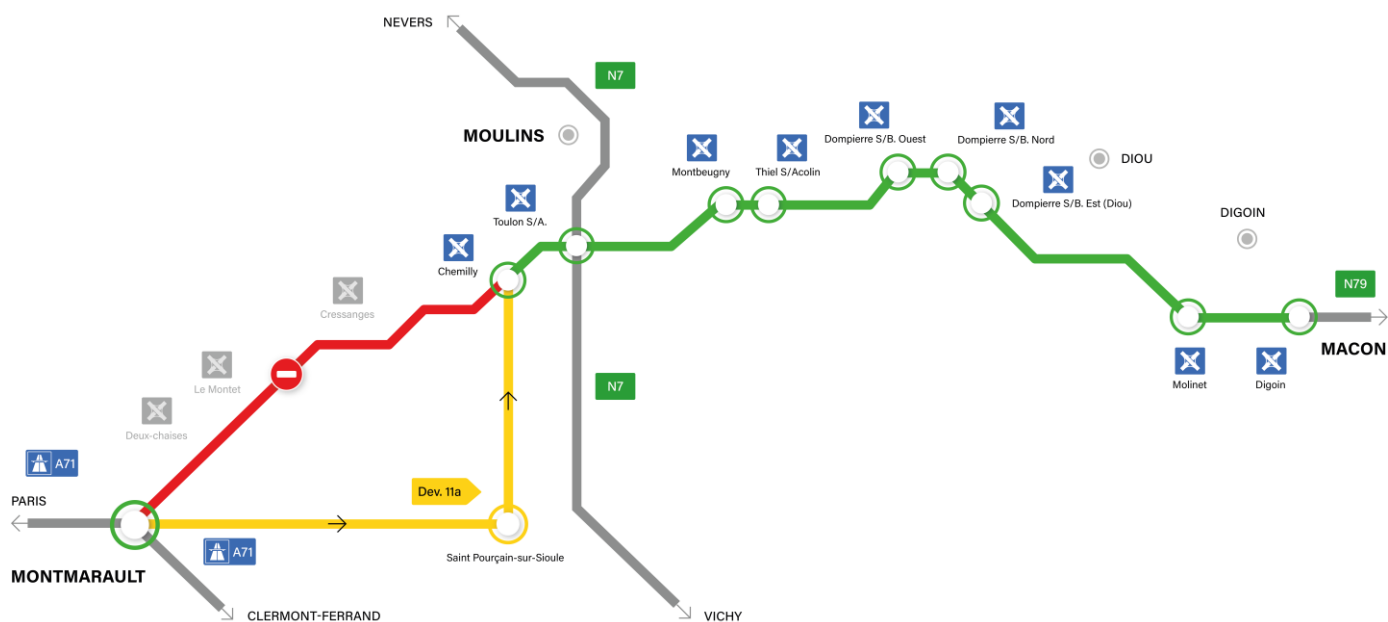 NEVERS
N7
MOULINS
Dompierre S/B. Ouest
Dompierre S/B. Nord
Montbeugny
Thiel S/Acolin
DIOU
Dompierre S/B. Est (Diou)
Toulon S/A.
DIGOIN
Chemilly
N79
Cressanges
MACON
Le Montet
Molinet
Digoin
N7
Deux-chaises
A71
Dev. 11a
PARIS
A71
Saint Pourçain-sur-Sioule
MONTMARAULT
CLERMONT-FERRAND
VICHY